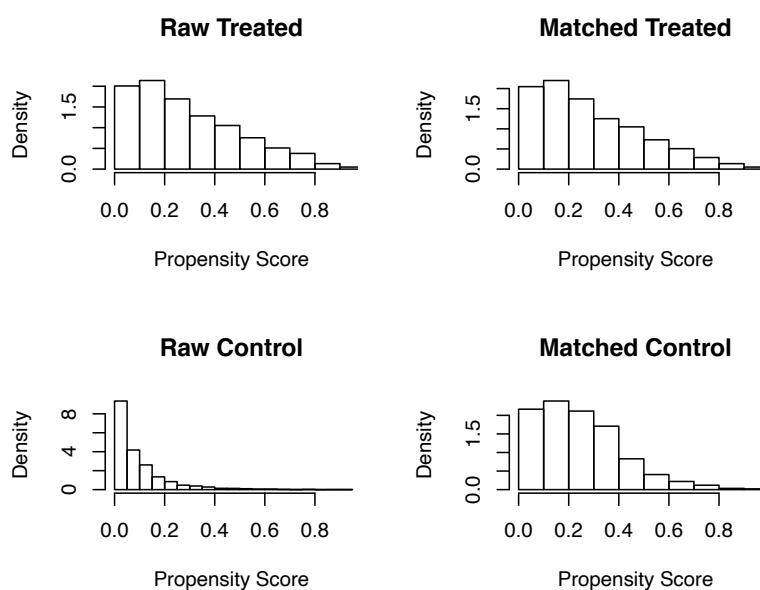 Raw Treated
Density
0.0 1.5
0.0 0.2 0.4 0.6 0.8
Propensity Score
Matched Treated
Density
0.0 1.5
0.0 0.2 0.4 0.6 0.8
Propensity Score
Raw Control
Density
0 4 8
0.0 0.2 0.4 0.6 0.8
Propensity Score
Matched Control
Density
0.0 1.5
0.0 0.2 0.4 0.6 0.8
Propensity Score